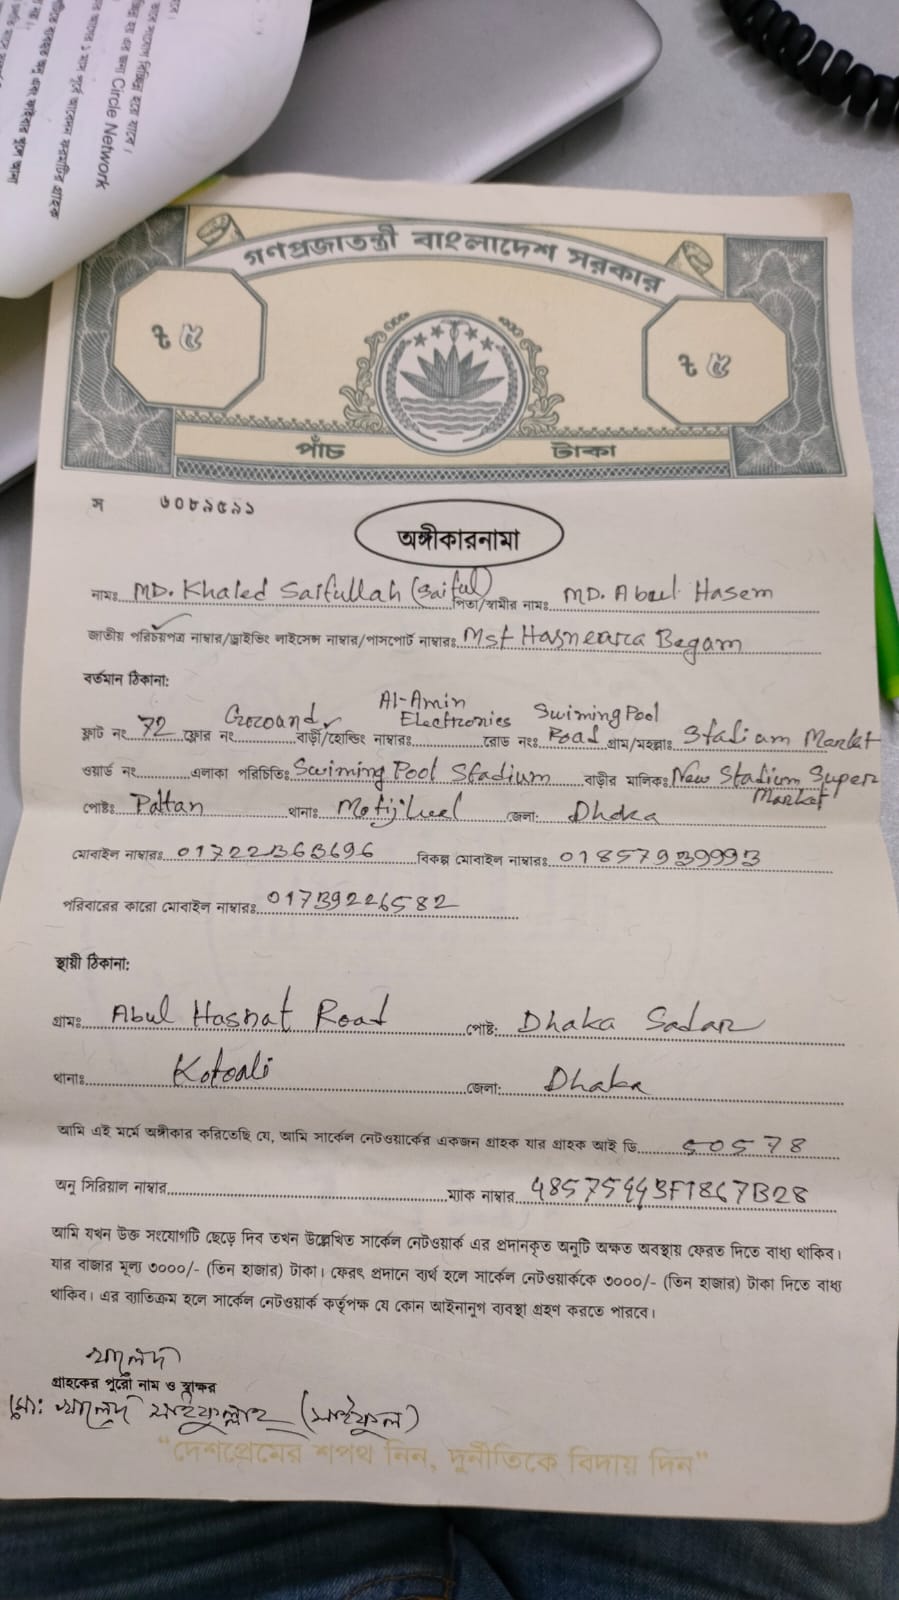 যাবে।
সংযোগ বিচ্ছিন্ন হয়ে যাবে।
Circle Network
গণপ্রজাতন্ত্রী বাংলাদেশ সরকার
৳ ৫
৳ ৫
পাঁচ টাকা
স ৬০৮৯৫৯১
অঙ্গীকারনামা
নামঃ MD. Khaled Saifullah (Saiful) পিতা/স্বামীর নামঃ MD. Abul Hasem
জাতীয় পরিচয়পত্র নাম্বার/ড্রাইভিং লাইসেন্স নাম্বার/পাসপোর্ট নাম্বারঃ Mst Hasneara Begam
বর্তমান ঠিকানা:
ফ্লাট নং 72 ফ্লোর নং Ground বাড়ী/হোল্ডিং নাম্বারঃ Al-Amin Electronics রোড নংঃ Swiming Pool Road গ্রাম/মহল্লাঃ Stadium Market
ওয়ার্ড নং এলাকা পরিচিতিঃ Swiming Pool Stadium বাড়ীর মালিকঃ New Stadium Super Market
পোষ্টঃ Paltan থানাঃ Motijheel জেলা: Dhaka
মোবাইল নাম্বারঃ 01722363696 বিকল্প মোবাইল নাম্বারঃ 01857939993
পরিবারের কারো মোবাইল নাম্বারঃ 01739226582
স্থায়ী ঠিকানা:
গ্রামঃ Abul Hasnat Road পোষ্ট: Dhaka Sadar
থানাঃ Kotoali জেলা: Dhaka
আমি এই মর্মে অঙ্গীকার করিতেছি যে, আমি সার্কেল নেটওয়ার্কের একজন গ্রাহক যার গ্রাহক আই ডি 50578
অনু সিরিয়াল নাম্বার ম্যাক নাম্বার
আমি যখন উক্ত সংযোগটি ছেড়ে দিব তখন উল্লেখিত সার্কেল নেটওয়ার্ক এর প্রদানকৃত অনুটি অক্ষত অবস্থায় ফেরত দিতে বাধ্য থাকিব।
যার বাজার মূল্য ৩০০০/- (তিন হাজার) টাকা। ফেরৎ প্রদানে ব্যর্থ হলে সার্কেল নেটওয়ার্ককে ৩০০০/- (তিন হাজার) টাকা দিতে বাধ্য
থাকিব। এর ব্যতিক্রম হলে সার্কেল নেটওয়ার্ক কর্তৃপক্ষ যে কোন আইনানুগ ব্যবস্থা গ্রহণ করতে পারবে।
খালেদ
গ্রাহকের পুরো নাম ও স্বাক্ষর
মো: খালেদ সাইফুল্লাহ (সাইফুল)
“দেশপ্রেমের শপথ নিন, দুর্নীতিকে বিদায় দিন”